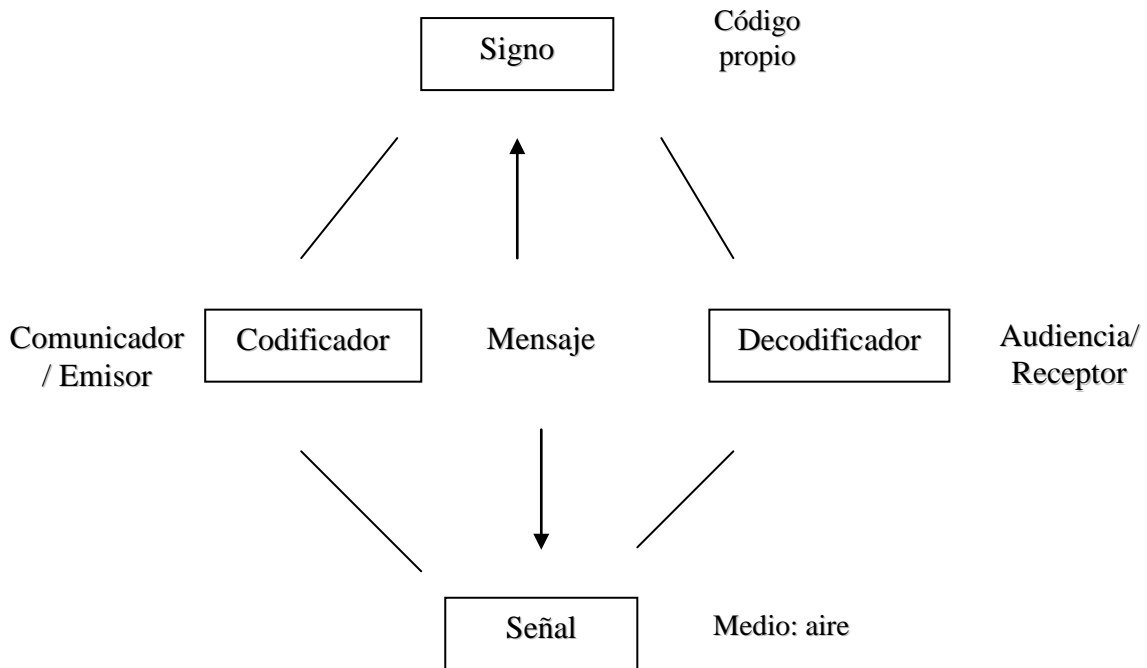 Signo
Código
propio
Comunicador
/ Emisor
Codificador
Mensaje
Decodificador
Audiencia/
Receptor
Señal
Medio: aire